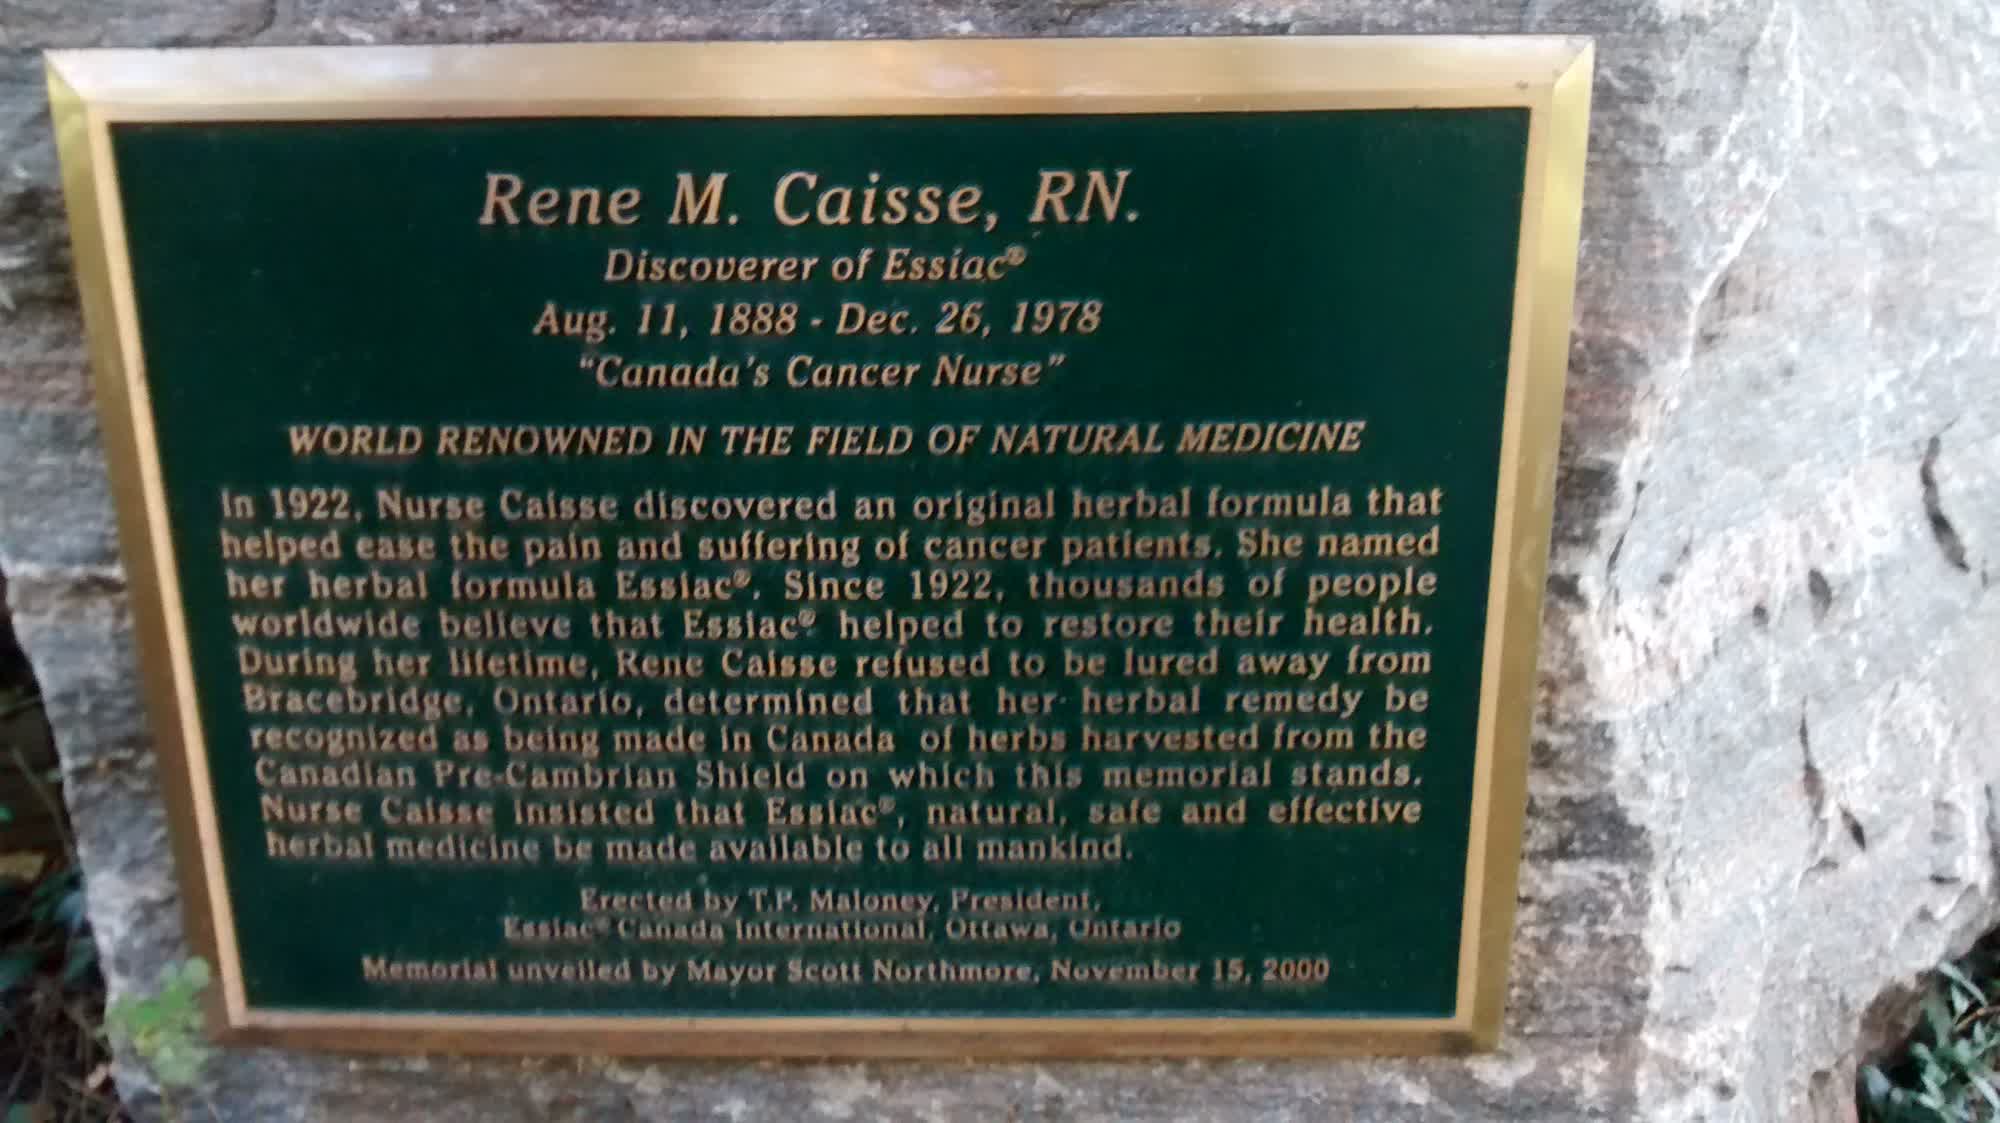 Rene M. Caisse, RN.
Discoverer of Essiac®
Aug. 11, 1888 - Dec. 26, 1978
"Canada's Cancer Nurse"
WORLD RENOWNED IN THE FIELD OF NATURAL MEDICINE
In 1922, Nurse Caisse discovered an original herbal formula that
helped ease the pain and suffering of cancer patients. She named
her herbal formula Essiac®. Since 1922, thousands of people
worldwide believe that Essiac® helped to restore their health.
During her lifetime, Rene Caisse refused to be lured away from
Bracebridge, Ontario, determined that her herbal remedy be
recognized as being made in Canada of herbs harvested from the
Canadian Pre-Cambrian Shield on which this memorial stands.
Nurse Caisse insisted that Essiac®, natural, safe and effective
herbal medicine be made available to all mankind.
Erected by T.P. Maloney, President,
Essiac® Canada International, Ottawa, Ontario
Memorial unveiled by Mayor Scott Northmore, November 15, 2000